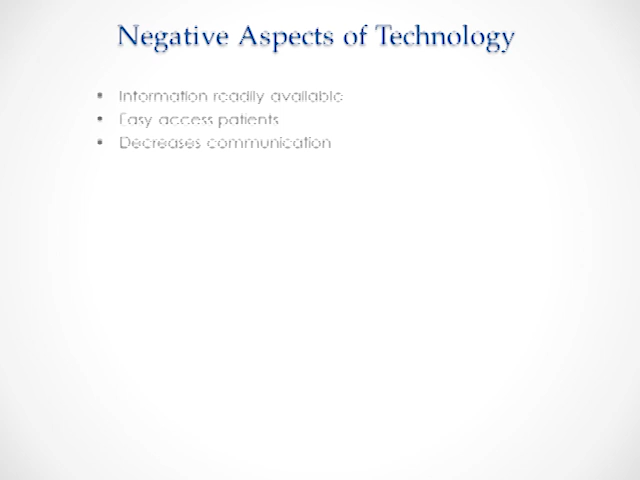 Negative Aspects of Technology
• Information readily available
• Easy access patients
• Decreases communication